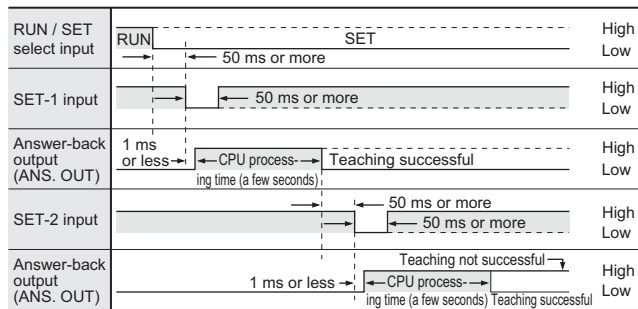 RUN / SET
select input
RUN
SET
High
Low
50 ms or more
SET-1 input
50 ms or more
High
Low
Answer-back
output
(ANS. OUT)
1 ms
or less
CPU process-
ing time (a few seconds)
Teaching successful
High
Low
SET-2 input
50 ms or more
50 ms or more
High
Low
Answer-back
output
(ANS. OUT)
1 ms or less
CPU process-
ing time (a few seconds)
Teaching not successful
Teaching successful
High
Low